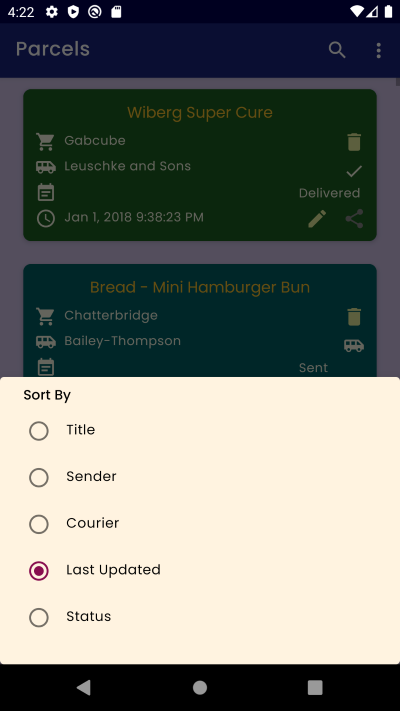 4:22
Parcels
Wiberg Super Cure
Gabcube
Leuschke and Sons
Delivered
Jan 1, 2018 9:38:23 PM
Bread - Mini Hamburger Bun
Chatterbridge
Bailey-Thompson
Sent
Sort By
Title
Sender
Courier
Last Updated
Status